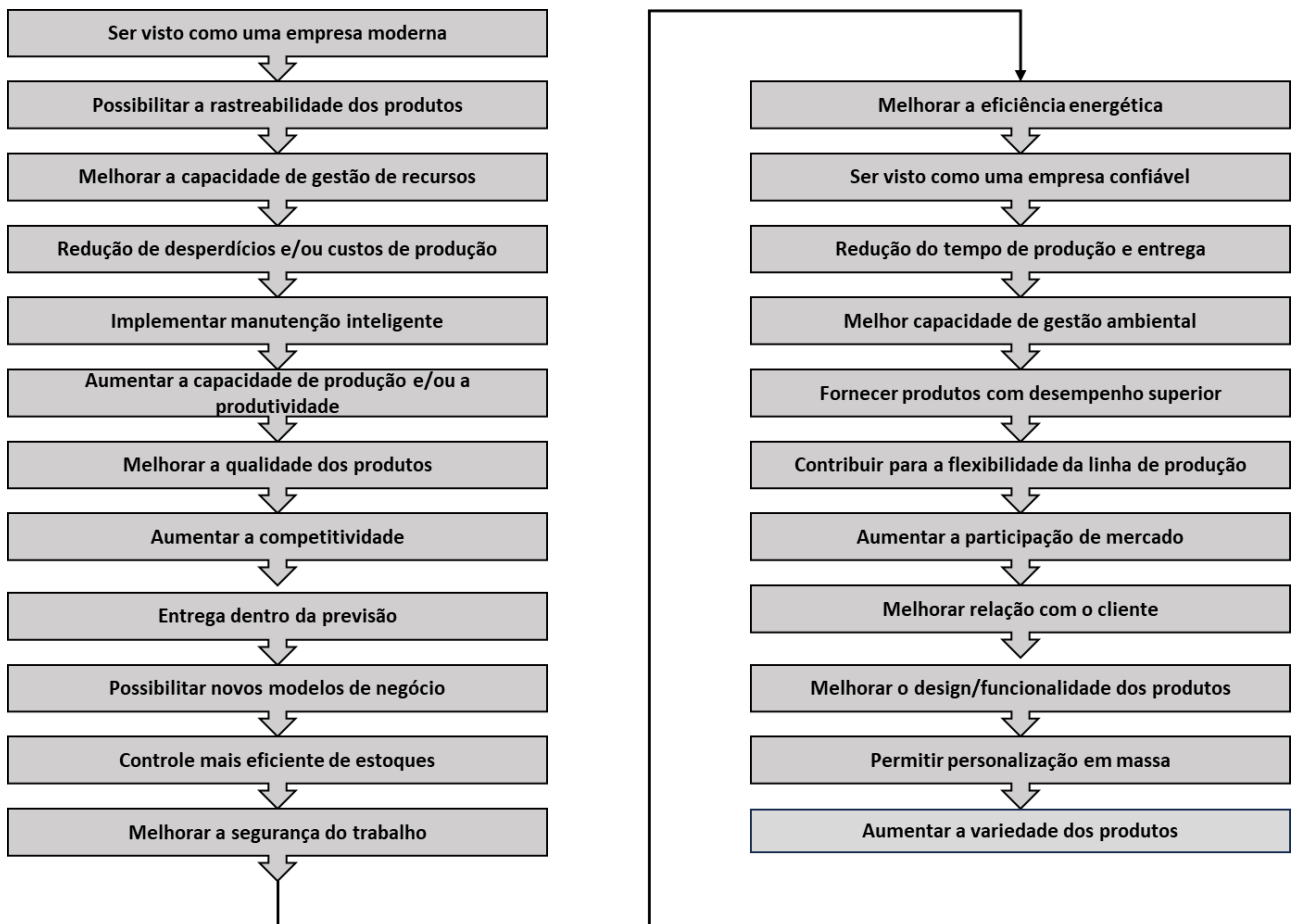 Ser visto como uma empresa moderna
Possibilitar a rastreabilidade dos produtos
Melhorar a capacidade de gestão de recursos
Redução de desperdícios e/ou custos de produção
Implementar manutenção inteligente
Aumentar a capacidade de produção e/ou a
produtividade
Melhorar a qualidade dos produtos
Aumentar a competitividade
Entrega dentro da previsão
Possibilitar novos modelos de negócio
Controle mais eficiente de estoques
Melhorar a segurança do trabalho
Melhorar a eficiência energética
Ser visto como uma empresa confiável
Redução do tempo de produção e entrega
Melhor capacidade de gestão ambiental
Fornecer produtos com desempenho superior
Contribuir para a flexibilidade da linha de produção
Aumentar a participação de mercado
Melhorar relação com o cliente
Melhorar o design/funcionalidade dos produtos
Permitir personalização em massa
Aumentar a variedade dos produtos